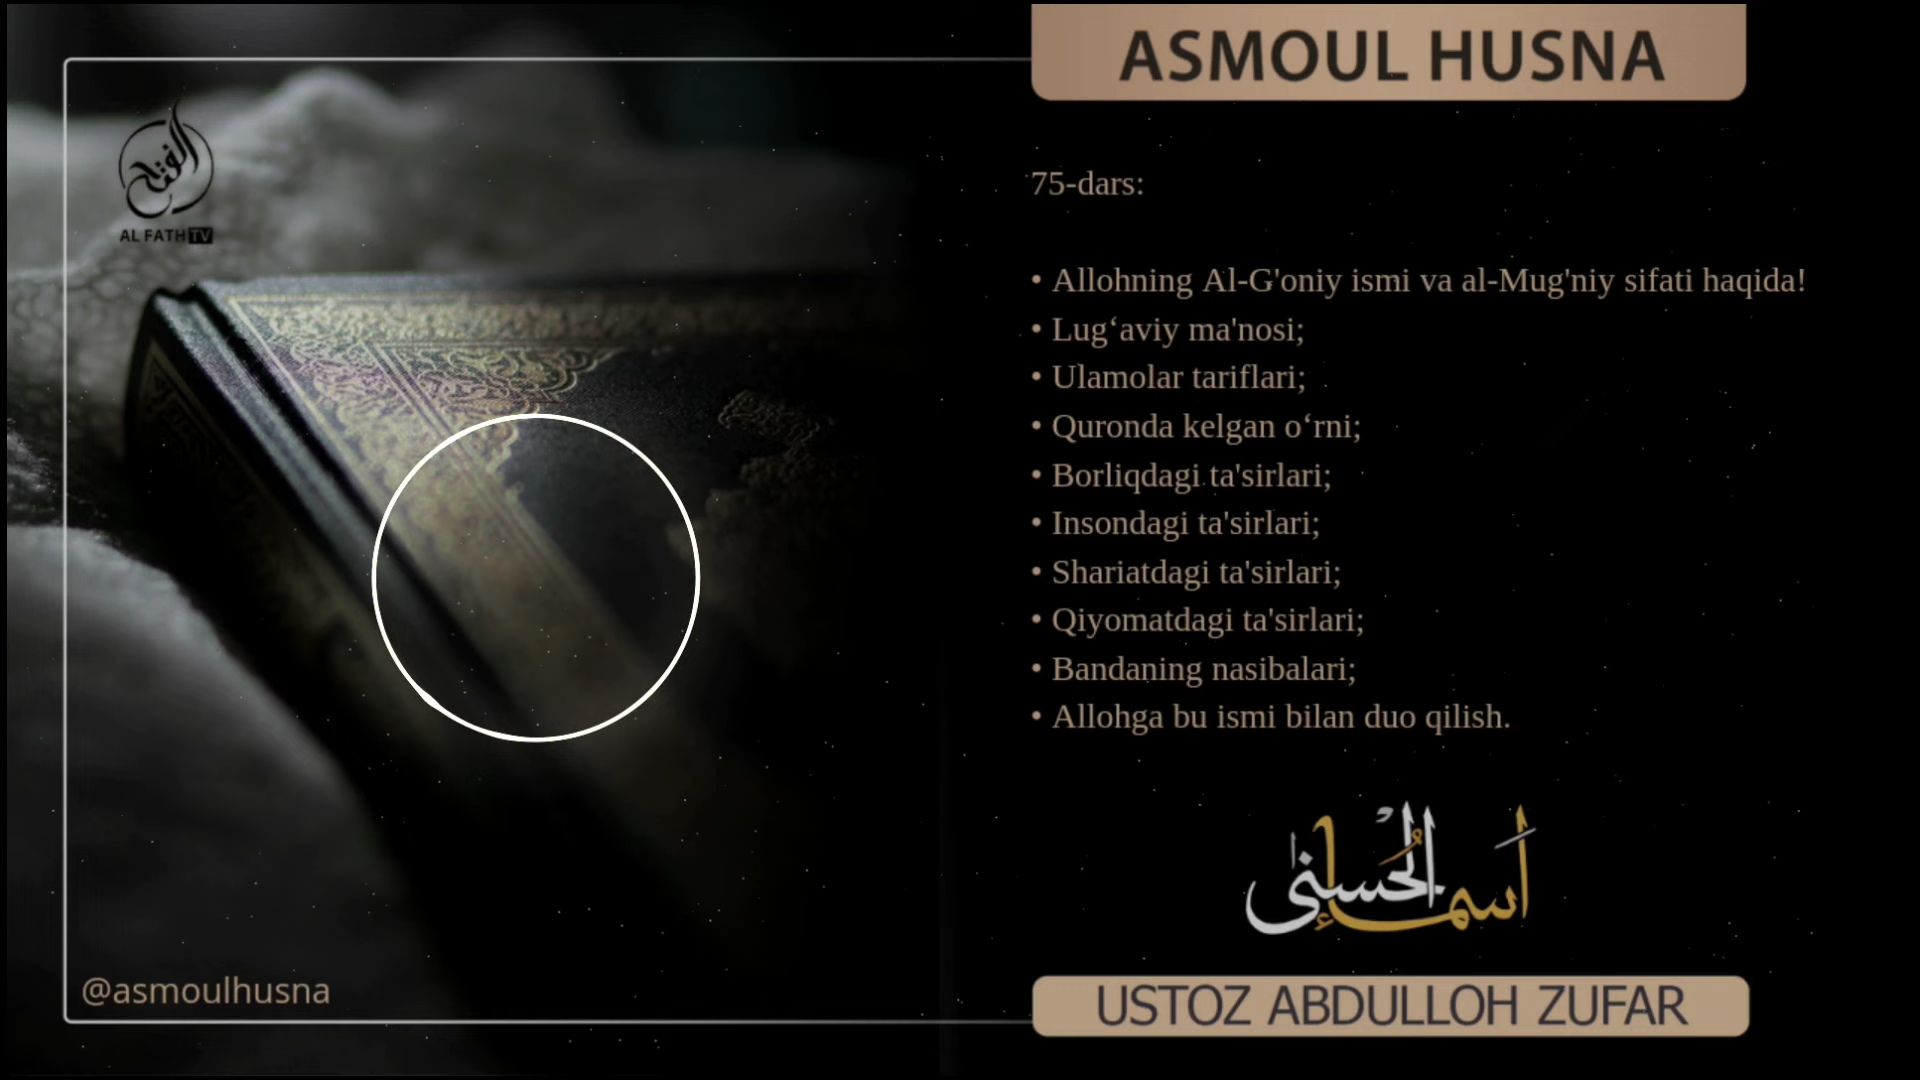 ASMOUL HUSNA
الفتح
AL FATH TV
75-dars:
• Allohning Al-G'oniy ismi va al-Mug'niy sifati haqida!
• Lug‘aviy ma'nosi;
• Ulamolar tariflari;
• Quronda kelgan o‘rni;
• Borliqdagi ta'sirlari;
• Insondagi ta'sirlari;
• Shariatdagi ta'sirlari;
• Qiyomatdagi ta'sirlari;
• Bandaning nasibalari;
• Allohga bu ismi bilan duo qilish.
أسماء الحسنى
@asmoulhusna
USTOZ ABDULLOH ZUFAR